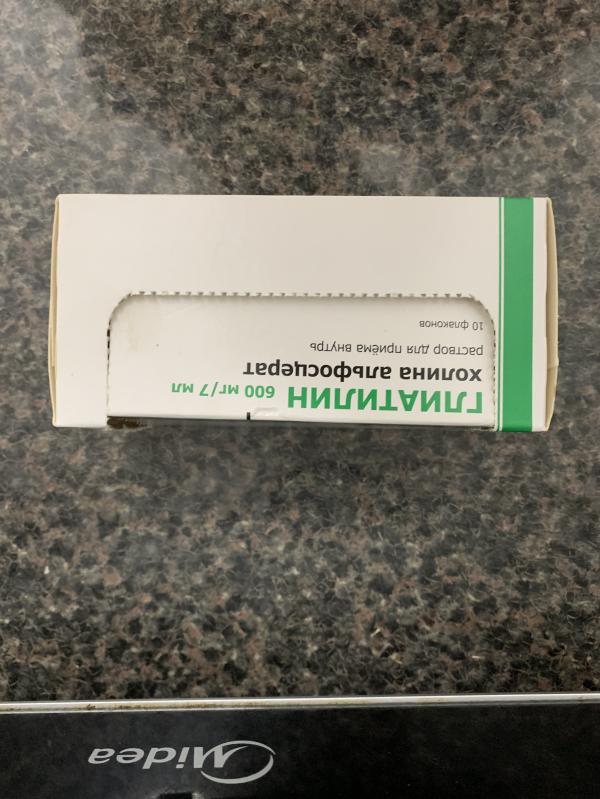 ГЛИАТИЛИН 600 мг/7 мл
холина альфосцерат
раствор для приёма внутрь
10 флаконов
Midea